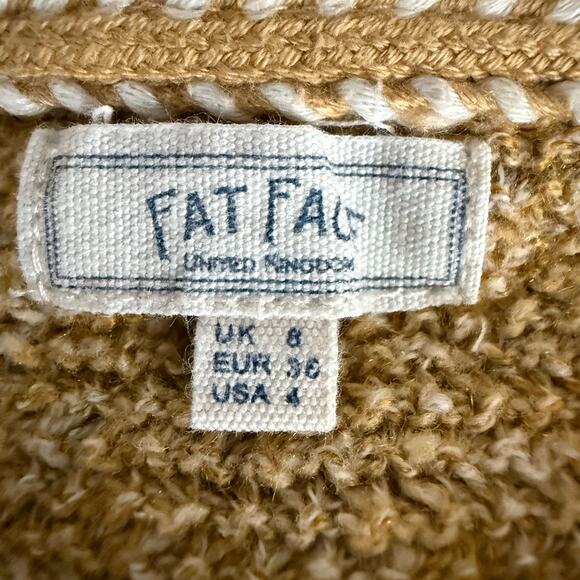 FAT FACE
UNITED KINGDOM
UK 8
EUR 36
USA 4